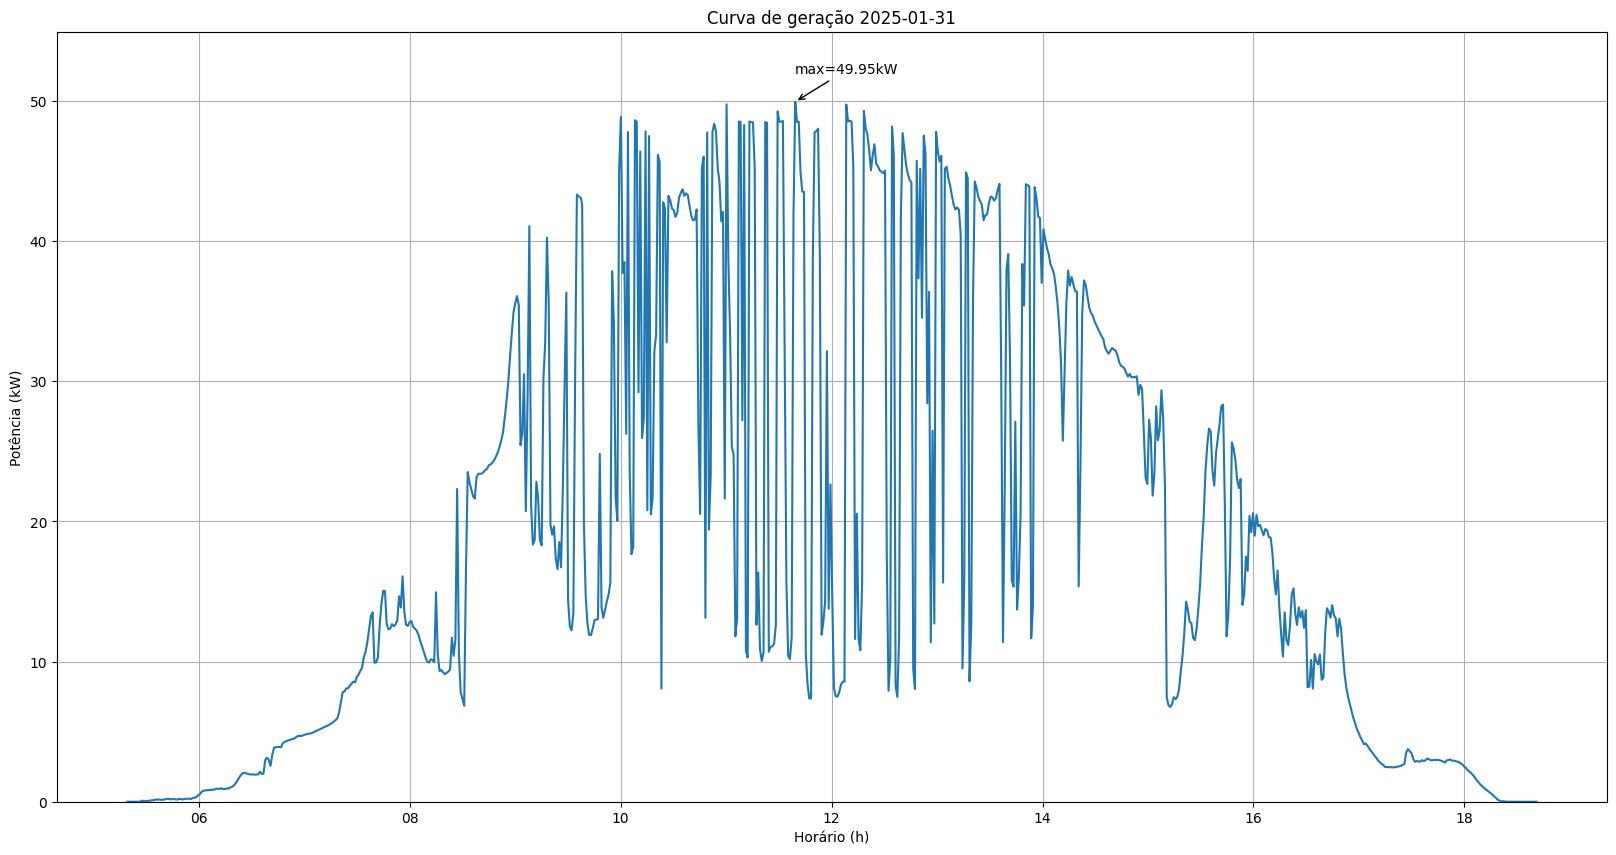 Curva de geração 2025-01-31
max=49.95kW
Potência (kW)
50
40
30
20
10
0
06 08 10 12 14 16 18
Horário (h)